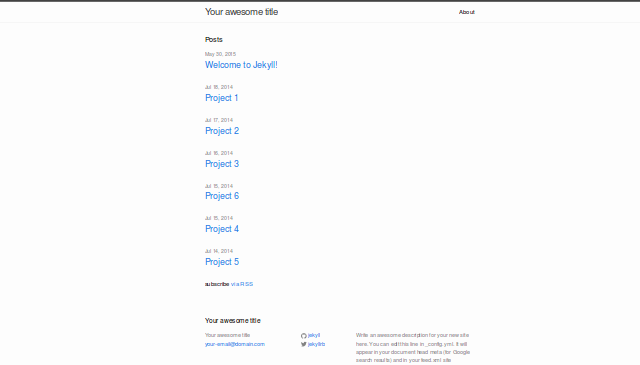 Your awesome title
About
Posts
May 30, 2015
Welcome to Jekyll!
Jul 18, 2014
Project 1
Jul 17, 2014
Project 2
Jul 16, 2014
Project 3
Jul 15, 2014
Project 6
Jul 15, 2014
Project 4
Jul 14, 2014
Project 5
subscribe via RSS
Your awesome title
Your awesome title
your-email@domain.com
jekyll
jekyllrb
Write an awesome description for your new site
here. You can edit this line in _config.yml. It will
appear in your document head meta (for Google
search results) and in your feed.xml site